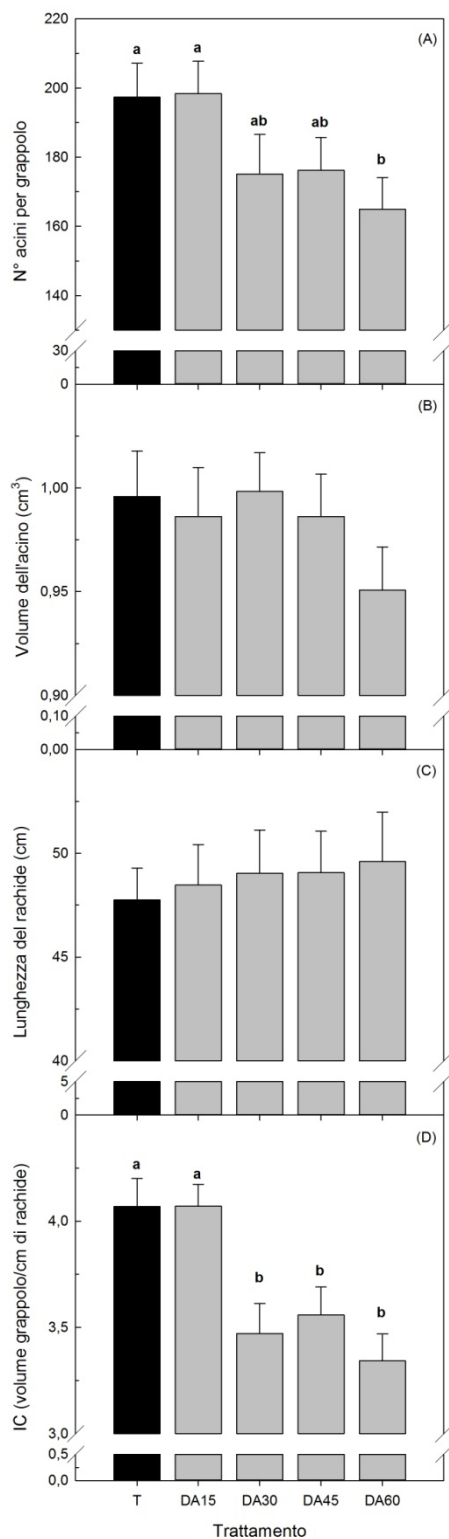 220
(A)
a
a
200
ab
ab
180
b
160
140
30
0
N° acini per grappolo
(B)
1,00
0,95
0,90
0,10
0,00
Volume dell'acino (cm³)
(C)
50
45
40
5
0
Lunghezza del rachide (cm)
(D)
a
a
4,0
b
b
b
3,5
3,0
0,5
0,0
IC (volume grappolo/cm di rachide)
T DA15 DA30 DA45 DA60
Trattamento